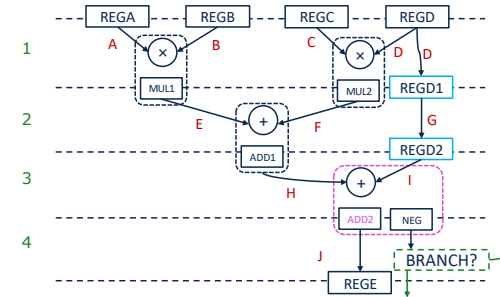 REGA REGB REGC REGD
A B C D D
1
× ×
MUL1 MUL2 REGD1
2
E + F G
ADD1 REGD2
3
H + I
ADD2 NEG
4
J BRANCH?
REGE